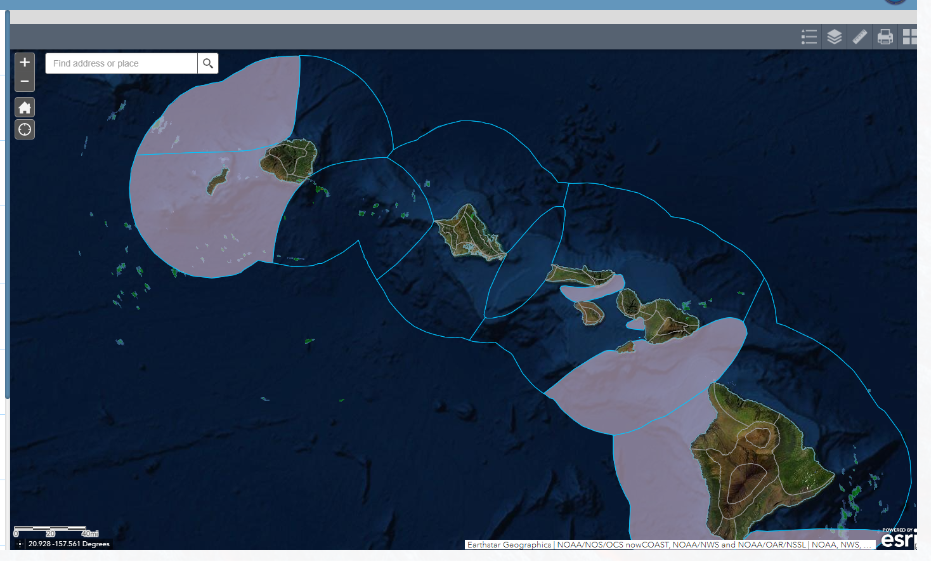 +
Find address or place
−
0 20 40mi
20.928 -157.561 Degrees
POWERED BY
esri
Earthstar Geographics | NOAA/NOS/OCS nowCOAST, NOAA/NWS and NOAA/OAR/NSSL | NOAA, NWS, ...